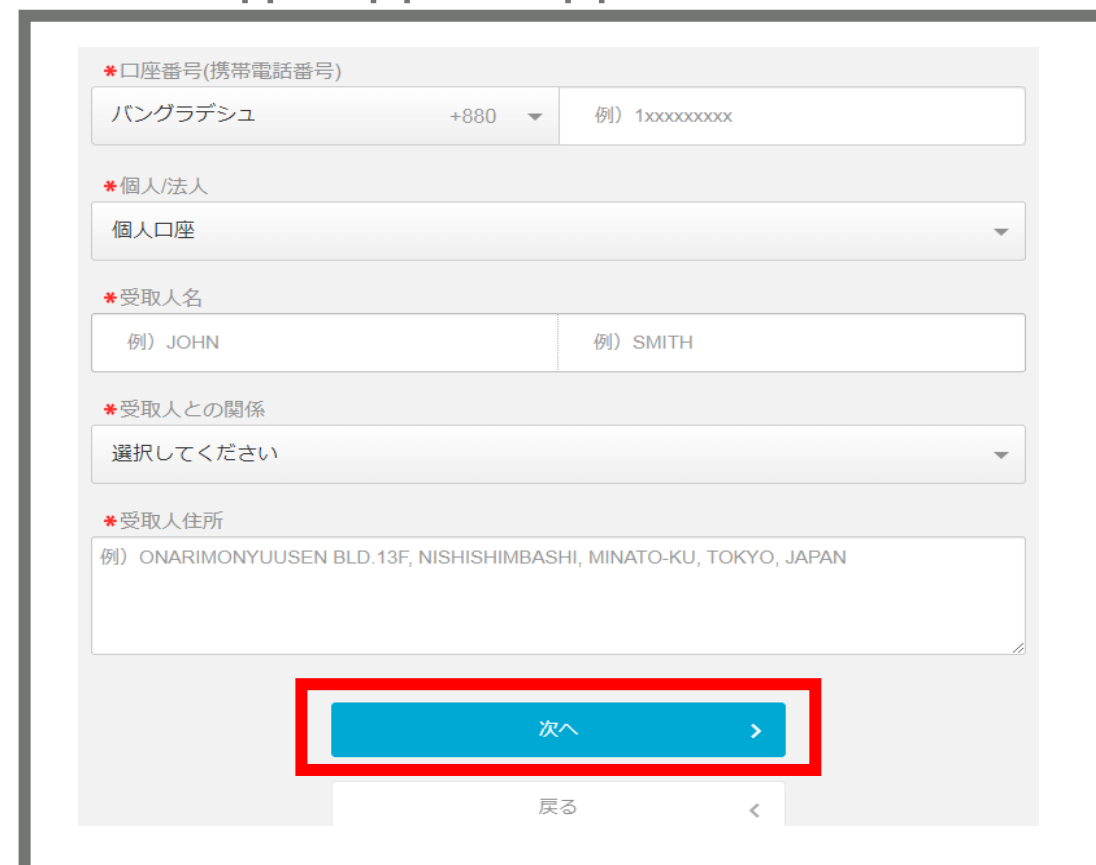 *口座番号(携帯電話番号)
バングラデシュ +880 例）1xxxxxxxxx
*個人/法人
個人口座
*受取人名
例）JOHN 例）SMITH
*受取人との関係
選択してください
*受取人住所
例）ONARIMONYUUSEN BLD.13F, NISHISHIMBASHI, MINATO-KU, TOKYO, JAPAN
次へ
戻る